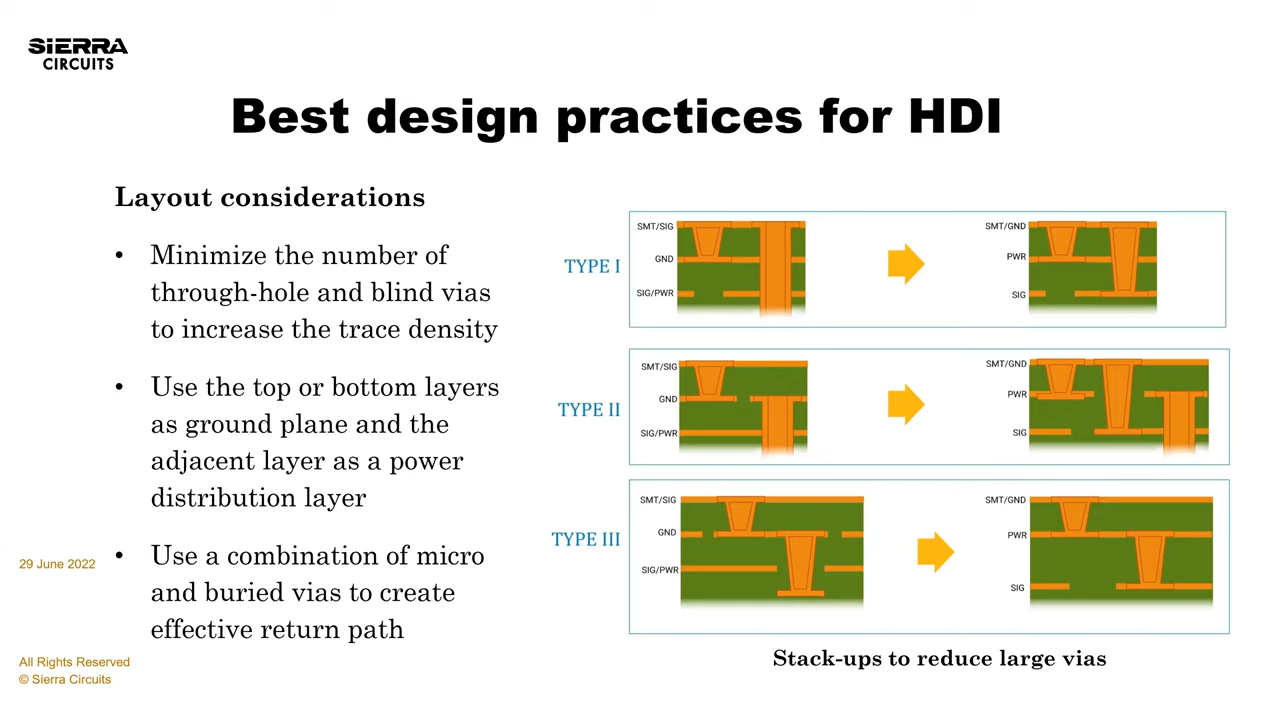 SiERRA
CIRCUITS
Best design practices for HDI
Layout considerations
• Minimize the number of
through-hole and blind vias
to increase the trace density
• Use the top or bottom layers
as ground plane and the
adjacent layer as a power
distribution layer
• Use a combination of micro
and buried vias to create
effective return path
TYPE I
SMT/SIG
GND
SIG/PWR
SMT/GND
PWR
SIG
TYPE II
SMT/SIG
GND
SIG/PWR
SMT/GND
PWR
SIG
TYPE III
SMT/SIG
GND
SIG/PWR
SMT/GND
PWR
SIG
Stack-ups to reduce large vias
29 June 2022
All Rights Reserved
© Sierra Circuits